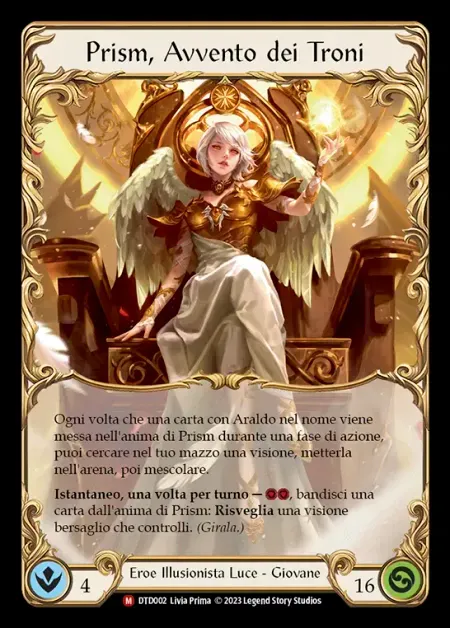 Prism, Avvento dei Troni
Ogni volta che una carta con Araldo nel nome viene
messa nell'anima di Prism durante una fase di azione,
puoi cercare nel tuo mazzo una visione, metterla
nell'arena, poi mescolare.
Istantaneo, una volta per turno — , bandisci una
carta dall'anima di Prism: Risveglia una visione
bersaglio che controlli. (Girala.)
4
Eroe Illusionista Luce - Giovane
16
M DTD002 Livia Prima © 2023 Legend Story Studios